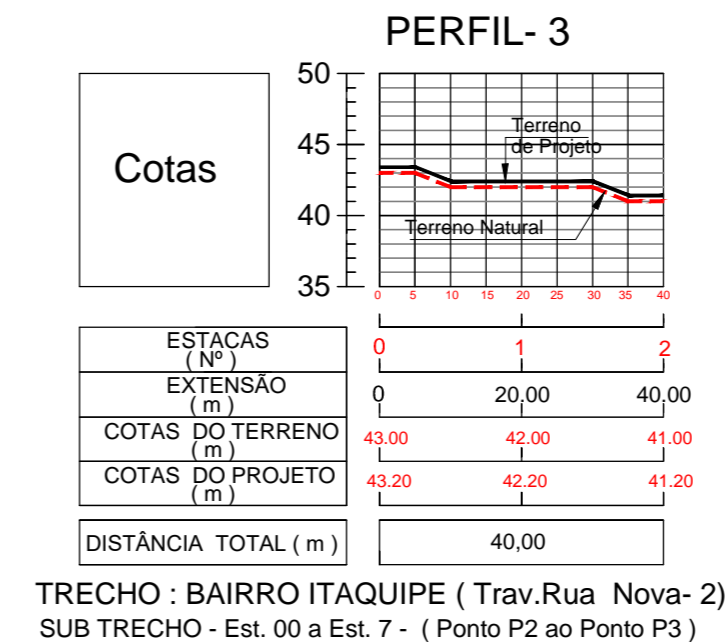 PERFIL- 3
Cotas
50
45
40
35
Terreno
de Projeto
Terreno Natural
0 5 10 15 20 25 30 35 40
ESTACAS
( Nº )
0 1 2
EXTENSÃO
( m )
0 20.00 40.00
COTAS DO TERRENO
( m )
43.00 42.00 41.00
COTAS DO PROJETO
( m )
43.20 42.20 41.20
DISTÂNCIA TOTAL ( m )
40,00
TRECHO : BAIRRO ITAQUIPE ( Trav.Rua Nova- 2)
SUB TRECHO - Est. 00 a Est. 7 - ( Ponto P2 ao Ponto P3 )